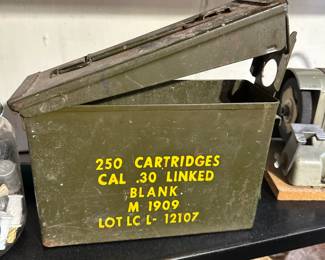 250 CARTRIDGES
CAL .30 LINKED
BLANK.
M 1909
LOT LC L- 12107